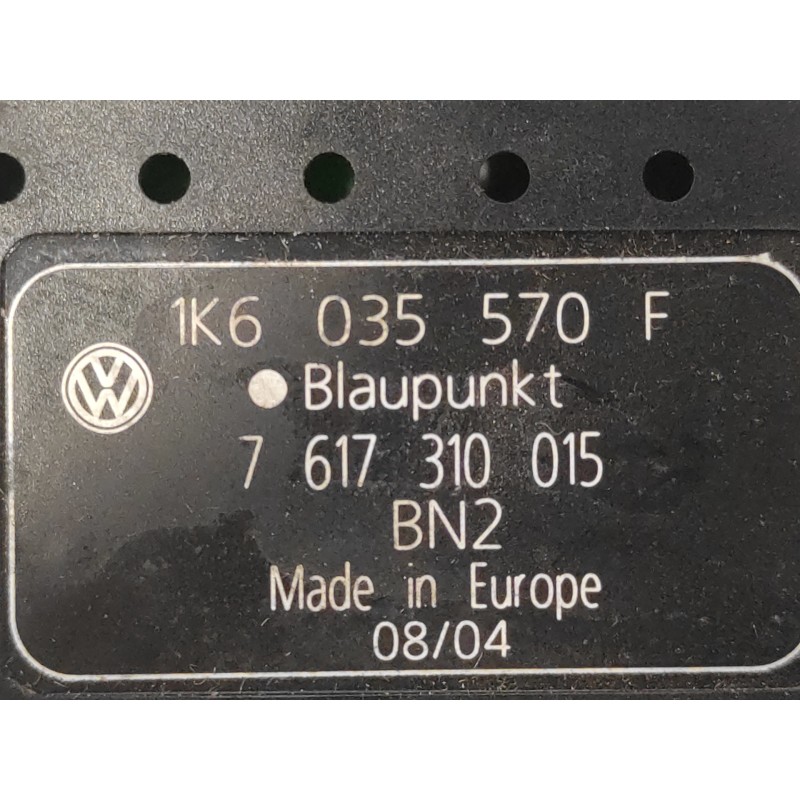 1K6 035 570 F
Blaupunkt
7 617 310 015
BN2
Made in Europe
08/04